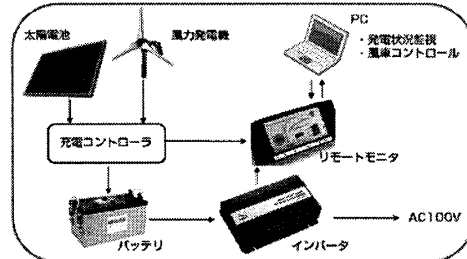 太陽電池
風力発電機
PC
・発電状況監視
・風車コントロール
充電コントローラ
リモートモニタ
バッテリ
インバータ
AC100V